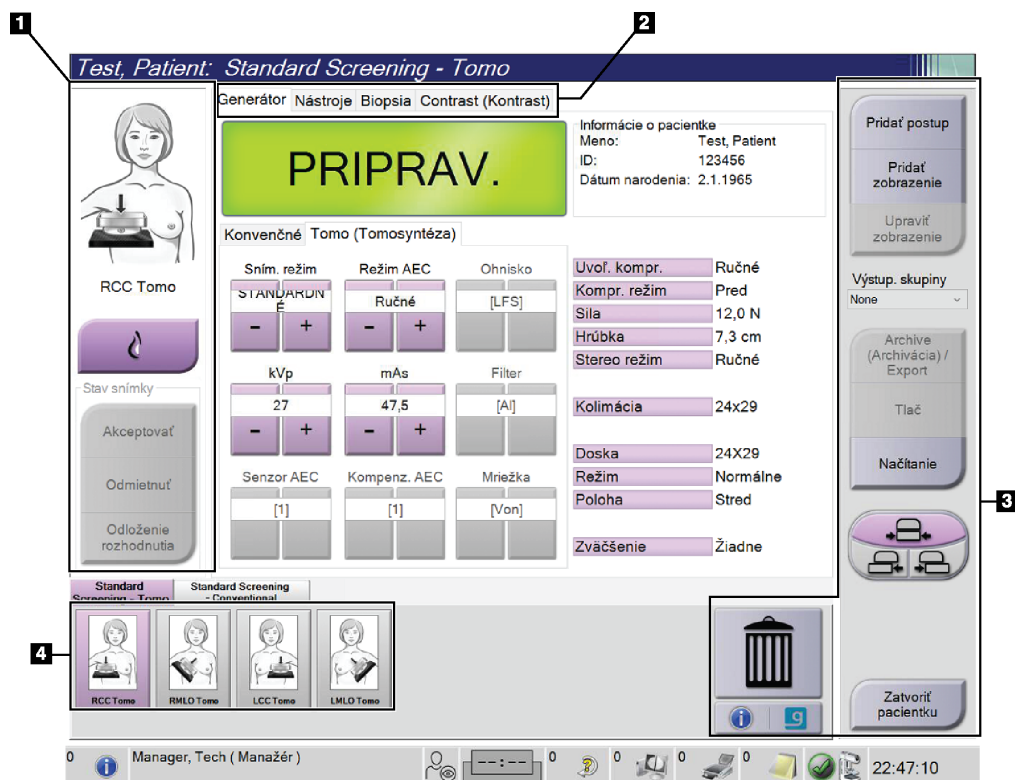 1
2
Test, Patient: Standard Screening - Tomo
Generátor Nástroje Biopsia Contrast (Kontrast)
PRIPRAV.
Informácie o pacientke
Meno: Test, Patient
ID: 123456
Dátum narodenia: 2.1.1965
Pridať postup
Pridať
zobrazenie
Upraviť
zobrazenie
RCC Tomo
Konvenčné Tomo (Tomosyntéza)
Sním. režim Režim AEC Ohnisko
STANDARDN
É
Ručné [LFS]
- + - +
kVp mAs Filter
27 47,5 [Al]
- + - +
Senzor AEC Kompenz. AEC Mriežka
[1] [1] [Von]
Uvoľ. kompr. Ručné
Kompr. režim Pred
Sila 12,0 N
Hrúbka 7,3 cm
Stereo režim Ručné
Kolimácia 24x29
Doska 24X29
Režim Normálne
Poloha Stred
Zväčšenie Žiadne
Výstup. skupiny
None
Archive
(Archivácia) /
Export
Tlač
Načítanie
3
Stav snímky
Akceptovať
Odmietnuť
Odloženie
rozhodnutia
Standard
Screening - Tomo
Standard Screening
- Conventional
4
RCC Tomo RMLO Tomo LCC Tomo LMLO Tomo
Zatvoriť
pacientku
0 Manager, Tech ( Manažér ) --:-- 0 0 0 0 22:47:10